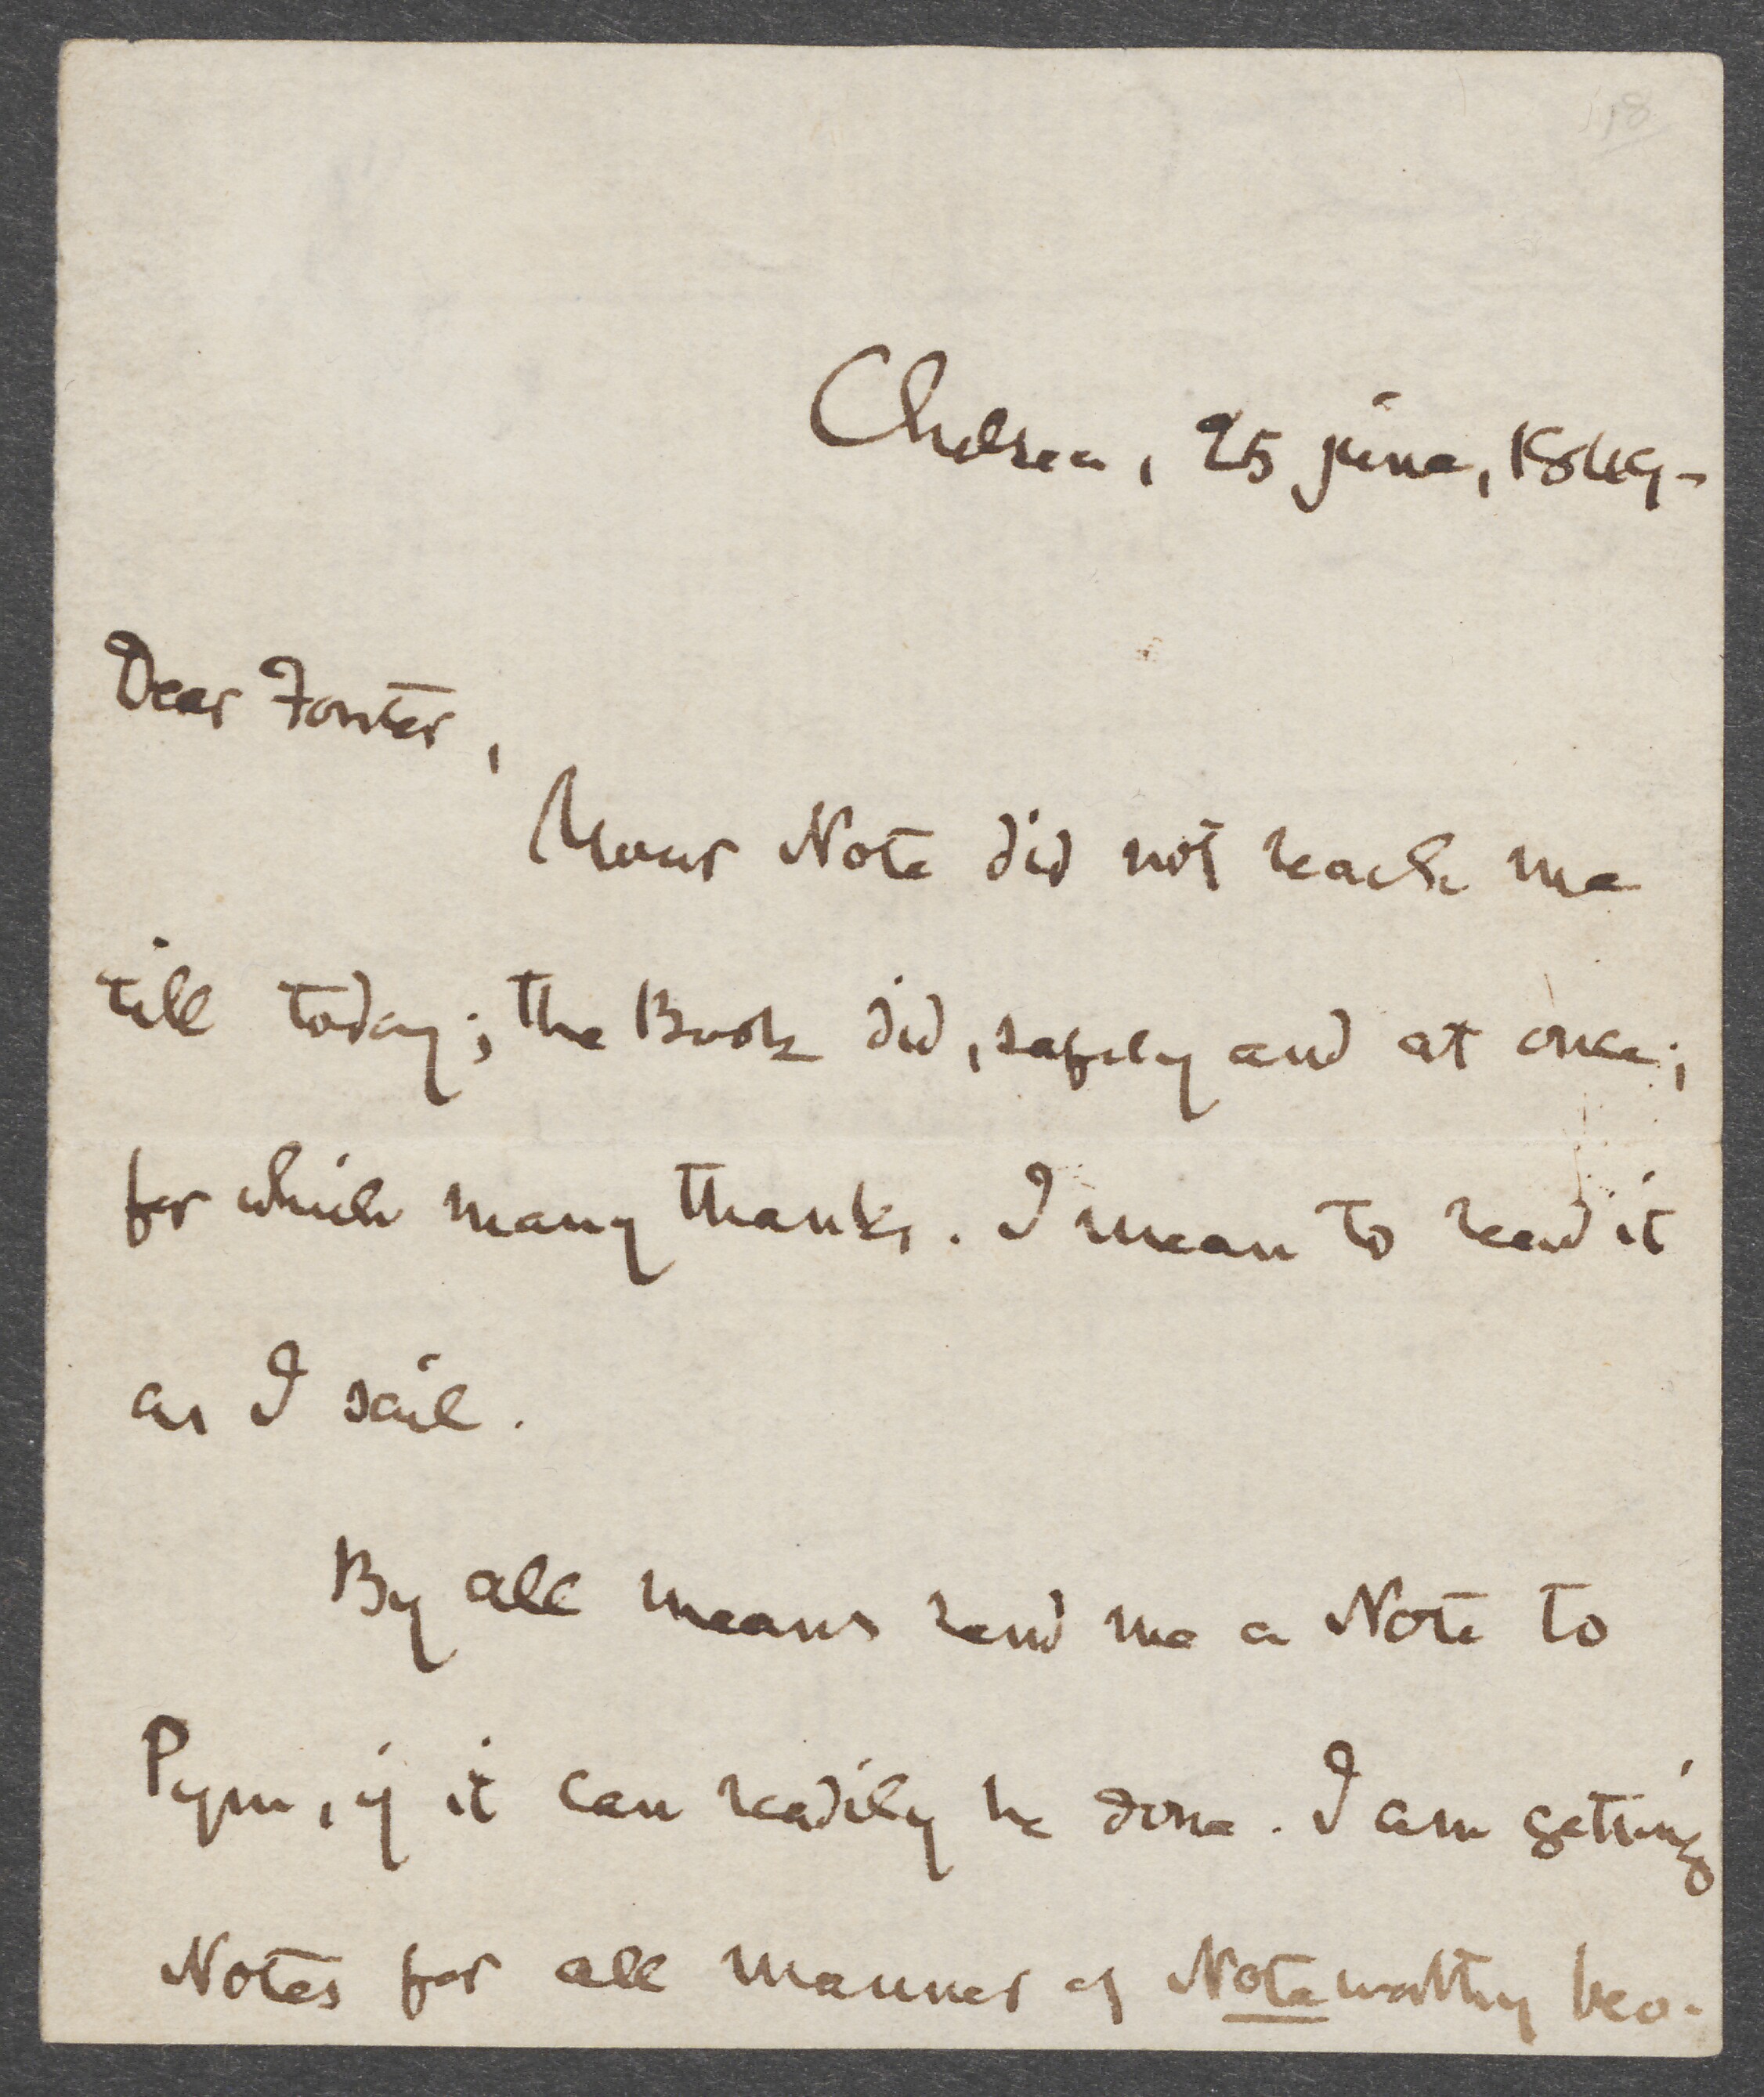 Chelsea, 25 june, 1849 -
Dear Forster,
Your Note did not reach me
till today; the Book did, safely and at once;
for which many thanks. I mean to read it
as I sail.
By all means send me a Note to
Pym, if it can readily be done. I am getting
Notes for all manner of Noteworthy peo-